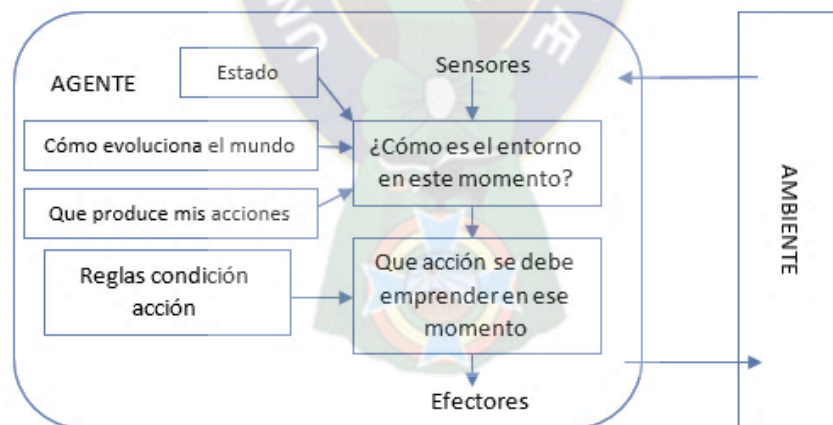 UN
Æ
AGENTE
Estado
Sensores
Cómo evoluciona el mundo
¿Cómo es el entorno
en este momento?
Que produce mis acciones
Reglas condición
acción
Que acción se debe
emprender en ese
momento
Efectores
AMBIENTE